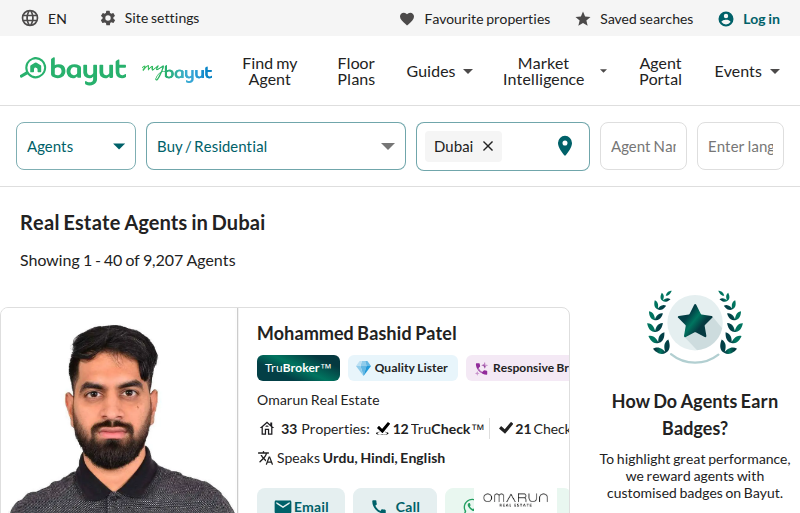 EN
Site settings
Favourite properties
Saved searches
Log in
bayut
my bayut
Find my
Agent
Floor
Plans
Guides
Market
Intelligence
Agent
Portal
Events
Agents
Buy / Residential
Dubai
Agent Nar
Enter lang
Real Estate Agents in Dubai
Showing 1 - 40 of 9,207 Agents
Mohammed Bashid Patel
TruBroker™
Quality Lister
Responsive Br
Omarun Real Estate
33 Properties: 12 TruCheck™ 21 Check
Speaks Urdu, Hindi, English
Email
Call
OMARUN
REAL ESTATE
How Do Agents Earn
Badges?
To highlight great performance,
we reward agents with
customised badges on Bayut.